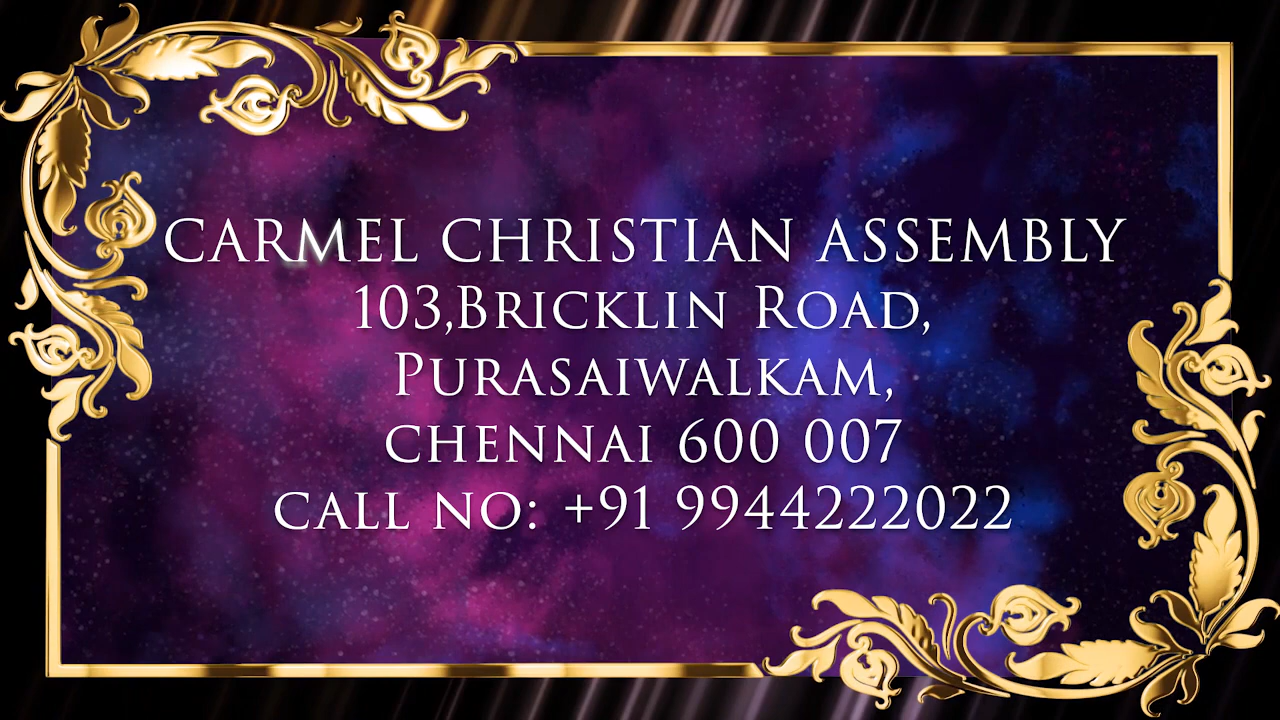 CARMEL CHRISTIAN ASSEMBLY
103,Bricklin Road,
Purasaiwalkam,
chennai 600 007
call no: +91 9944222022